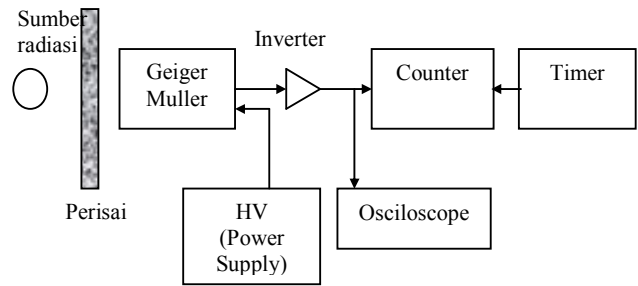 Sumber
radiasi
Inverter
Geiger
Muller
Counter
Timer
Perisai
HV
(Power
Supply)
Osciloscope